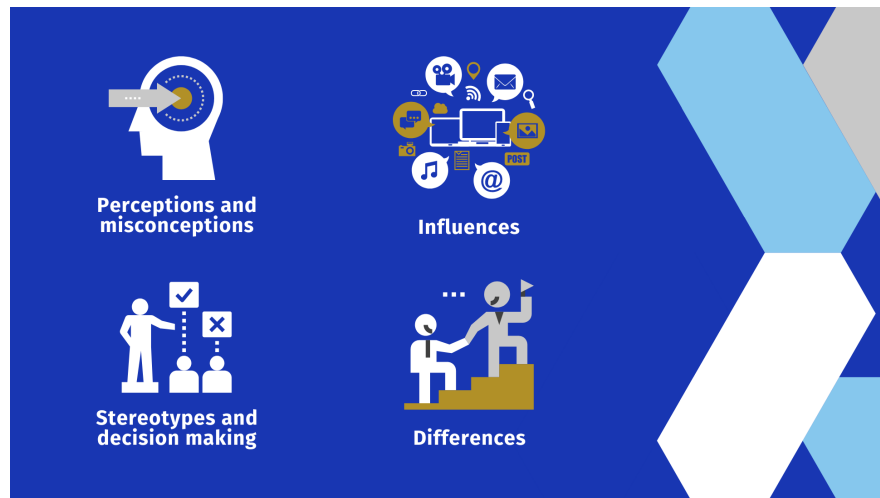 Perceptions and
misconceptions
@
POST
Influences
Stereotypes and
decision making
Differences